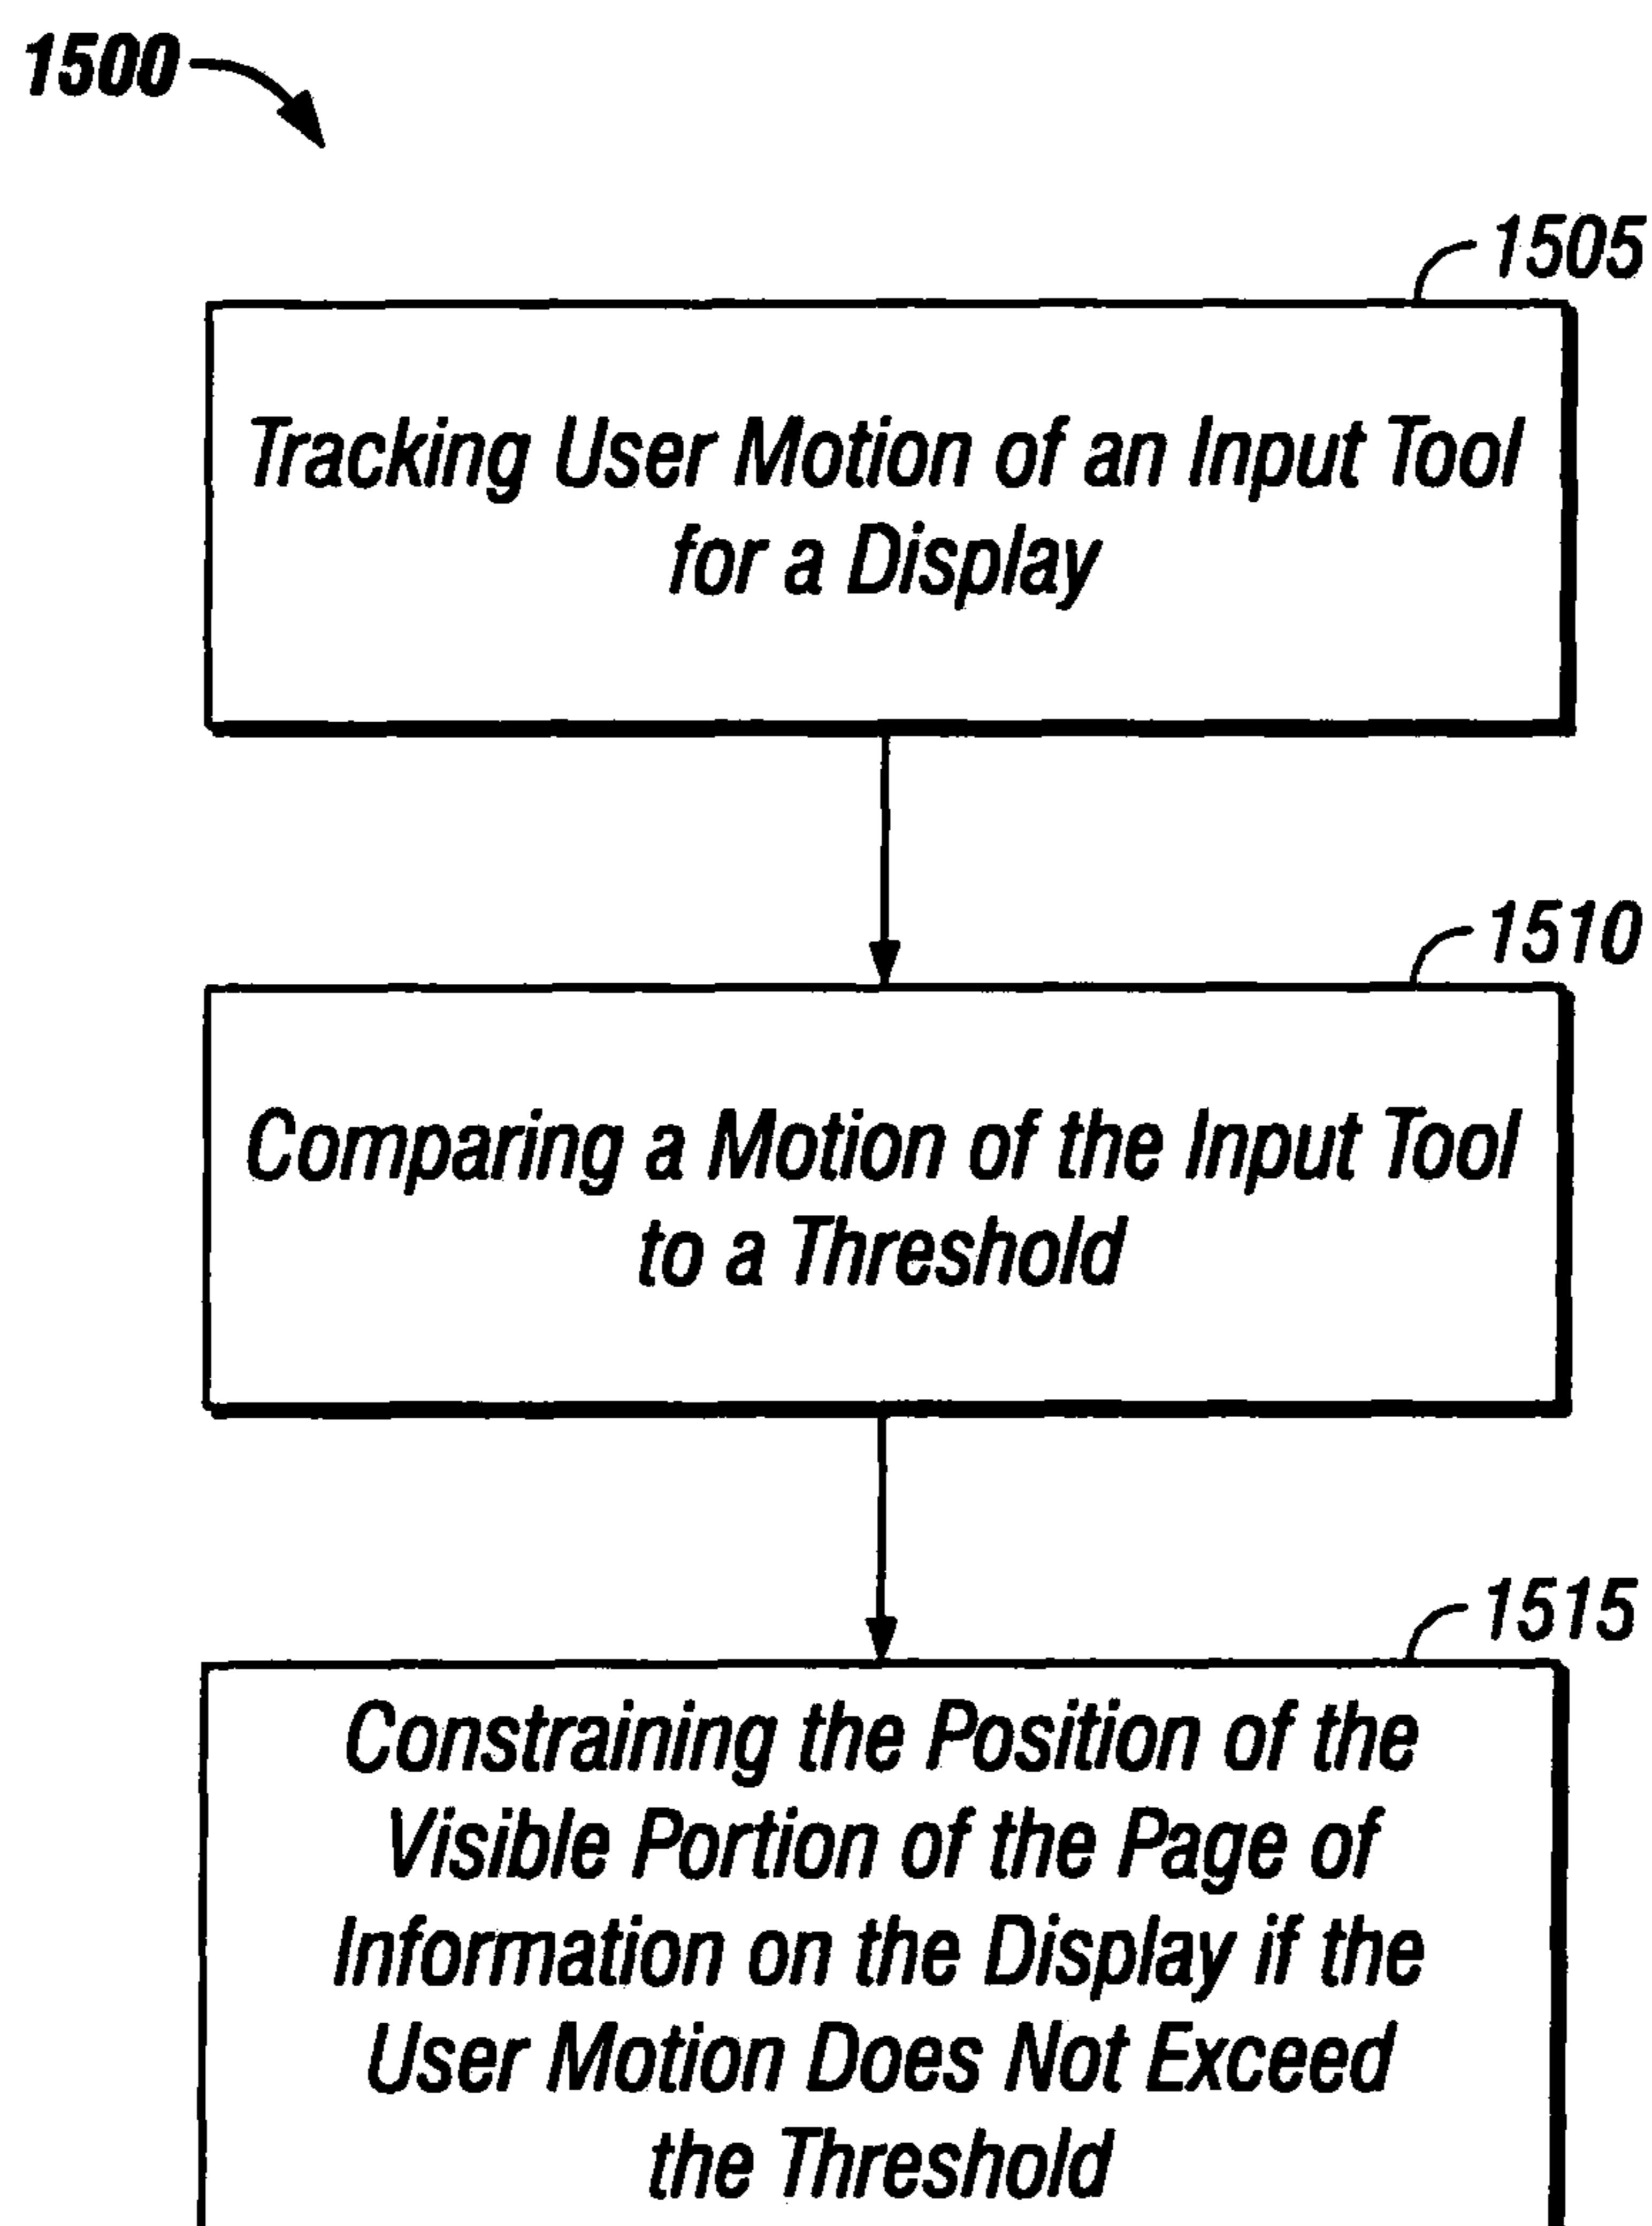 1500
1505
Tracking User Motion of an Input Tool
for a Display
1510
Comparing a Motion of the Input Tool
to a Threshold
1515
Constraining the Position of the
Visible Portion of the Page of
Information on the Display if the
User Motion Does Not Exceed
the Threshold